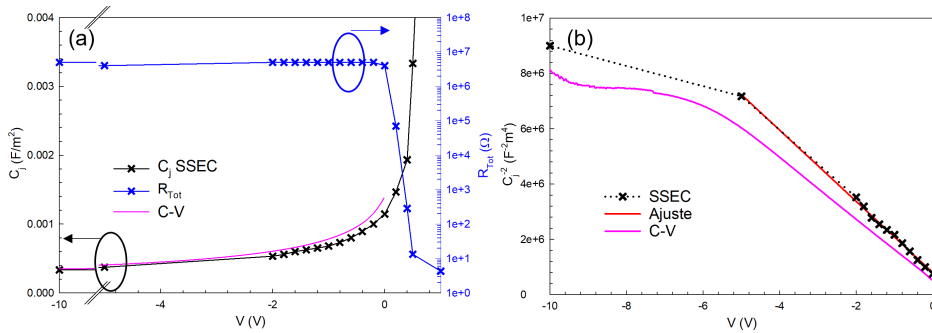 (a)
0.004
0.003
0.002
0.001
0.000
C_j (F/m²)
1e+8
1e+7
1e+6
1e+5
1e+4
1e+3
1e+2
1e+1
1e+0
R_Tot (Ω)
C_j SSEC
R_Tot
C-V
-10
-4
-2
0
V (V)
(b)
1e+7
8e+6
6e+6
4e+6
2e+6
0
C_j^-2 (F^-2m^4)
SSEC
Ajuste
C-V
-10
-8
-6
-4
-2
0
V (V)